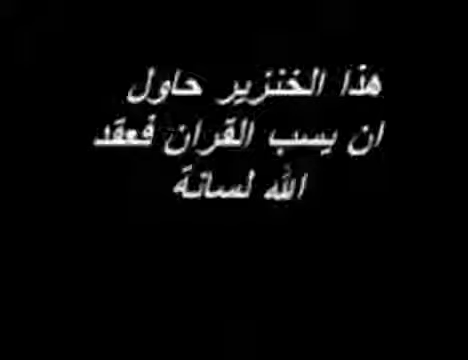 هذا الخنزير حاول
ان يسب القران فعقد
الله لسانة